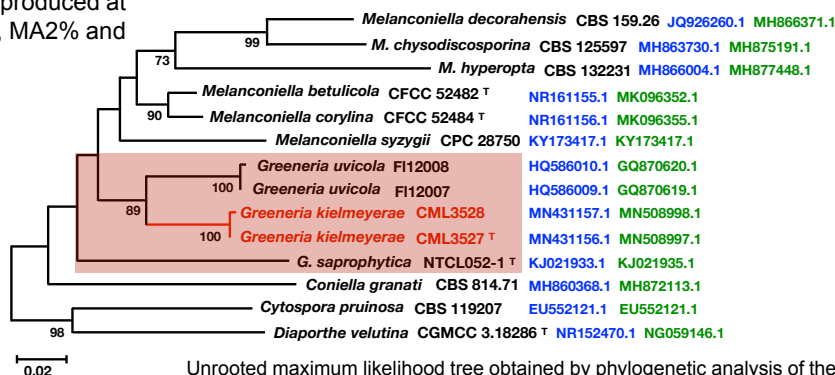 produced at
, MA2% and
Melanconiella decorahensis CBS 159.26 JQ926260.1 MH866371.1
99
M. chysodiscosporina CBS 125597 MH863730.1 MH875191.1
73
M. hyperopta CBS 132231 MH866004.1 MH877448.1
Melanconiella betulicola CFCC 52482 T NR161155.1 MK096352.1
90
Melanconiella corylina CFCC 52484 T NR161156.1 MK096355.1
Melanconiella syzygii CPC 28750 KY173417.1 KY173417.1
Greeneria uvicola FI12008 HQ586010.1 GQ870620.1
100
Greeneria uvicola FI12007 HQ586009.1 GQ870619.1
89
Greeneria kielmeyerae CML3528 MN431157.1 MN508998.1
100
Greeneria kielmeyerae CML3527 T MN431156.1 MN508997.1
G. saprophytica NTCL052-1 T KJ021933.1 KJ021935.1
Coniella granati CBS 814.71 MH860368.1 MH872113.1
Cytospora pruinosa CBS 119207 EU552121.1 EU552121.1
98
Diaporthe velutina CGMCC 3.18286 T NR152470.1 NG059146.1
0.02
Unrooted maximum likelihood tree obtained by phylogenetic analysis of the